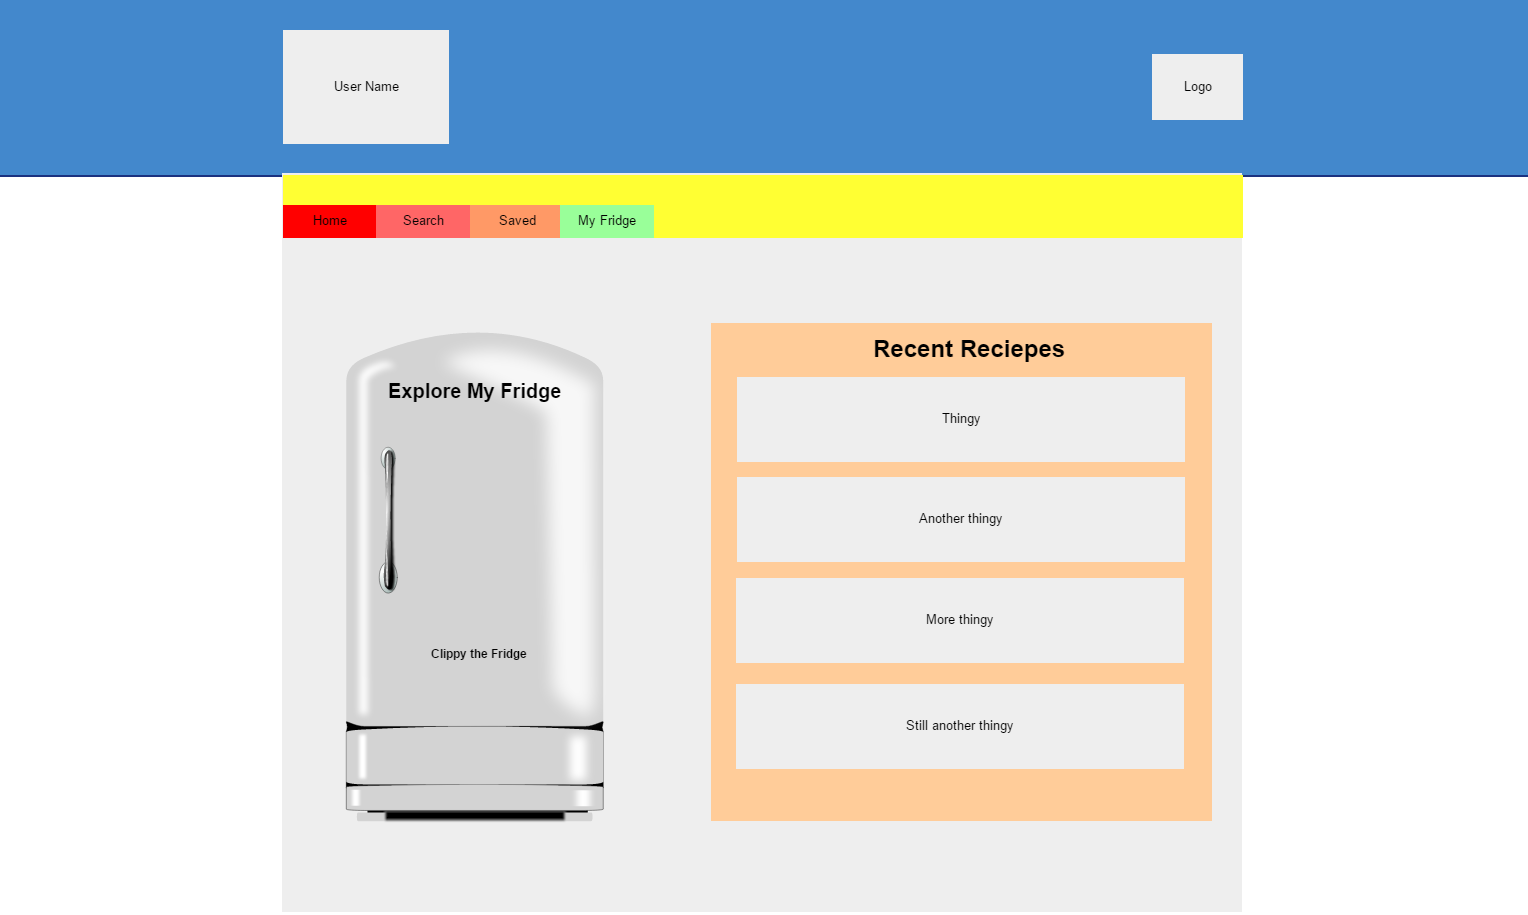 User Name
Logo
Home
Search
Saved
My Fridge
Explore My Fridge
Clippy the Fridge
Recent Reciepes
Thingy
Another thingy
More thingy
Still another thingy